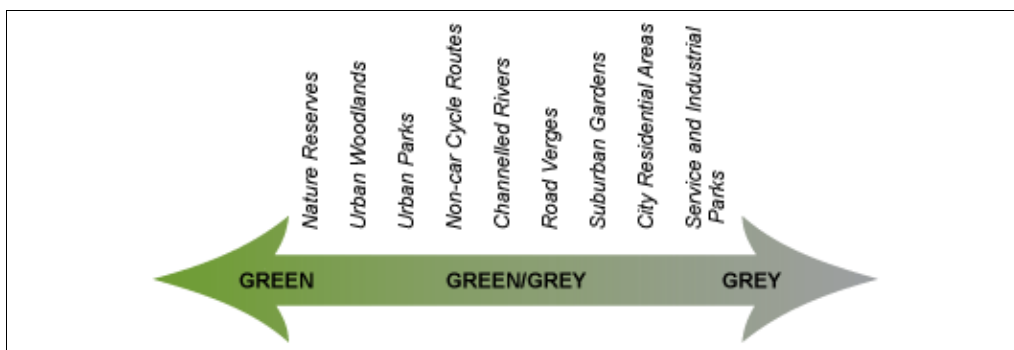 Nature Reserves
Urban Woodlands
Urban Parks
Non-car Cycle Routes
Channelled Rivers
Road Verges
Suburban Gardens
City Residential Areas
Service and Industrial
Parks
GREEN
GREEN/GREY
GREY